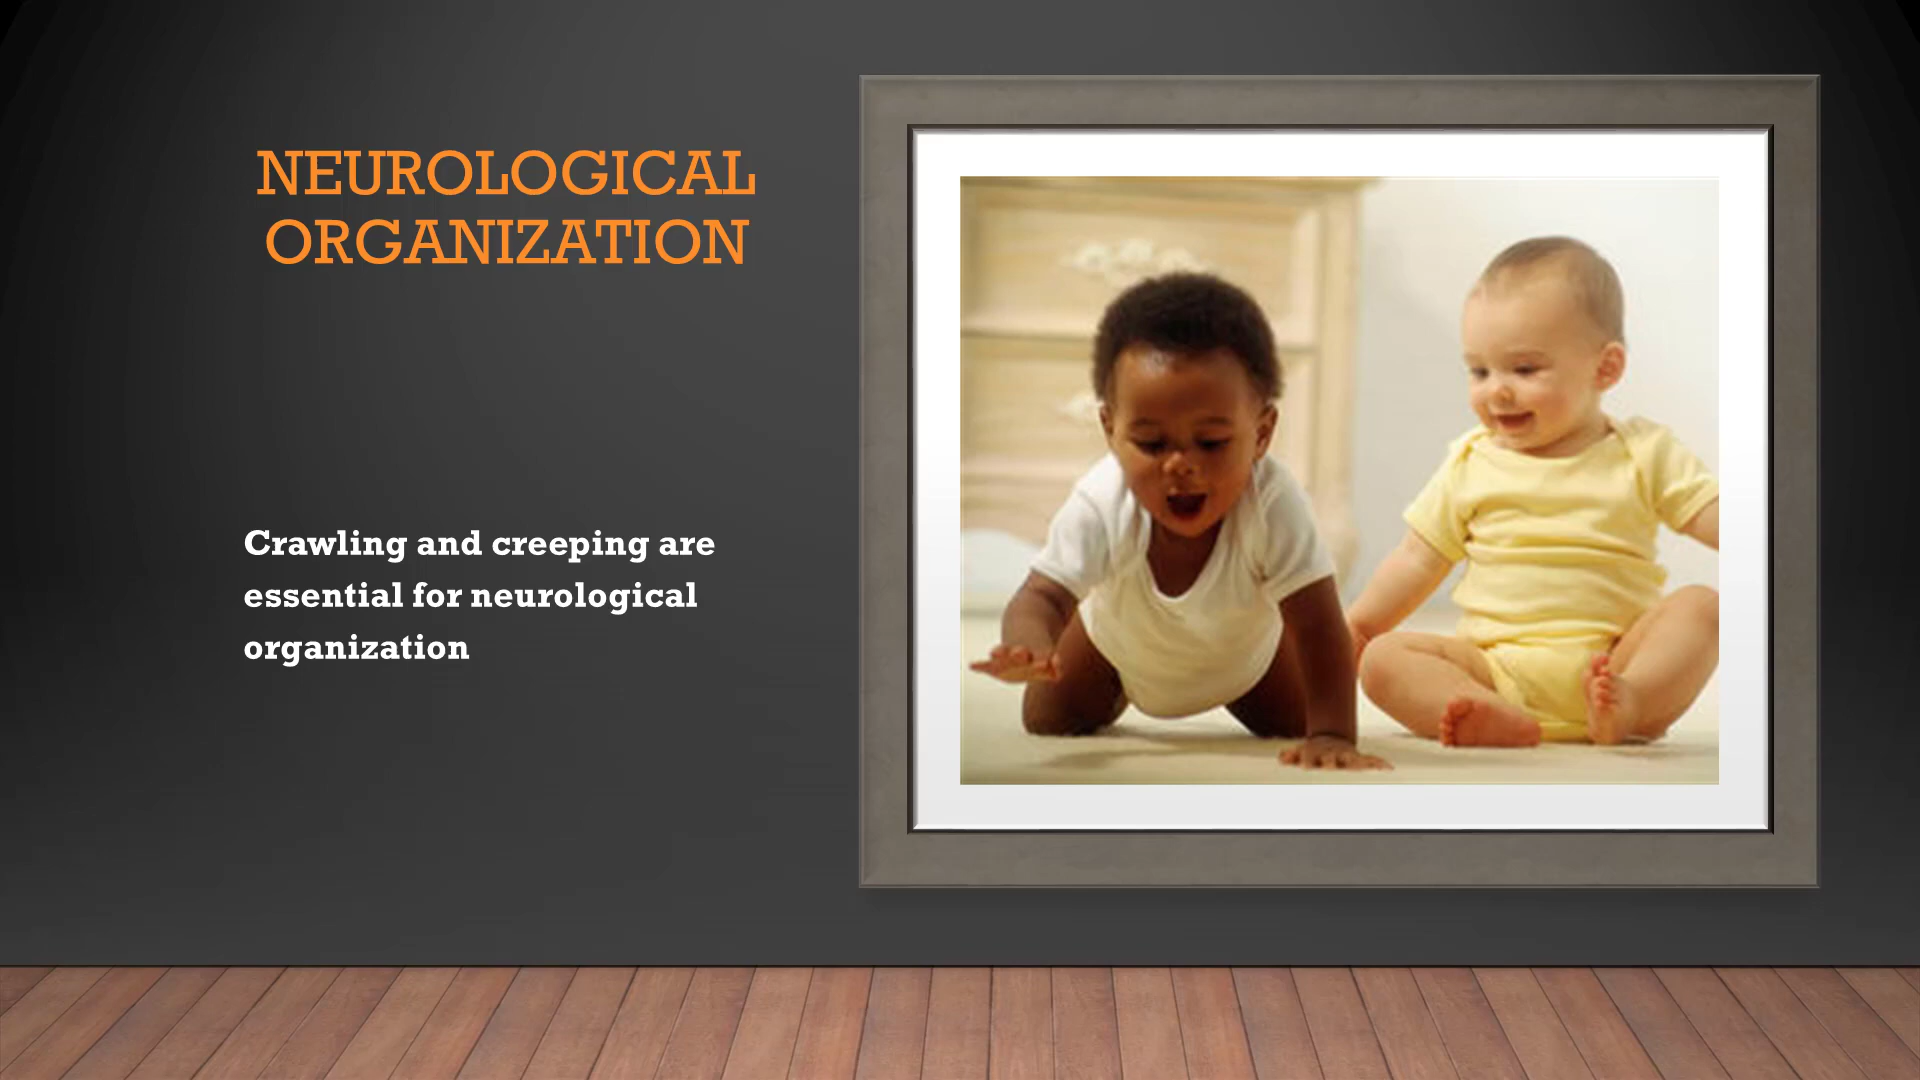 NEUROLOGICAL
ORGANIZATION
Crawling and creeping are
essential for neurological
organization